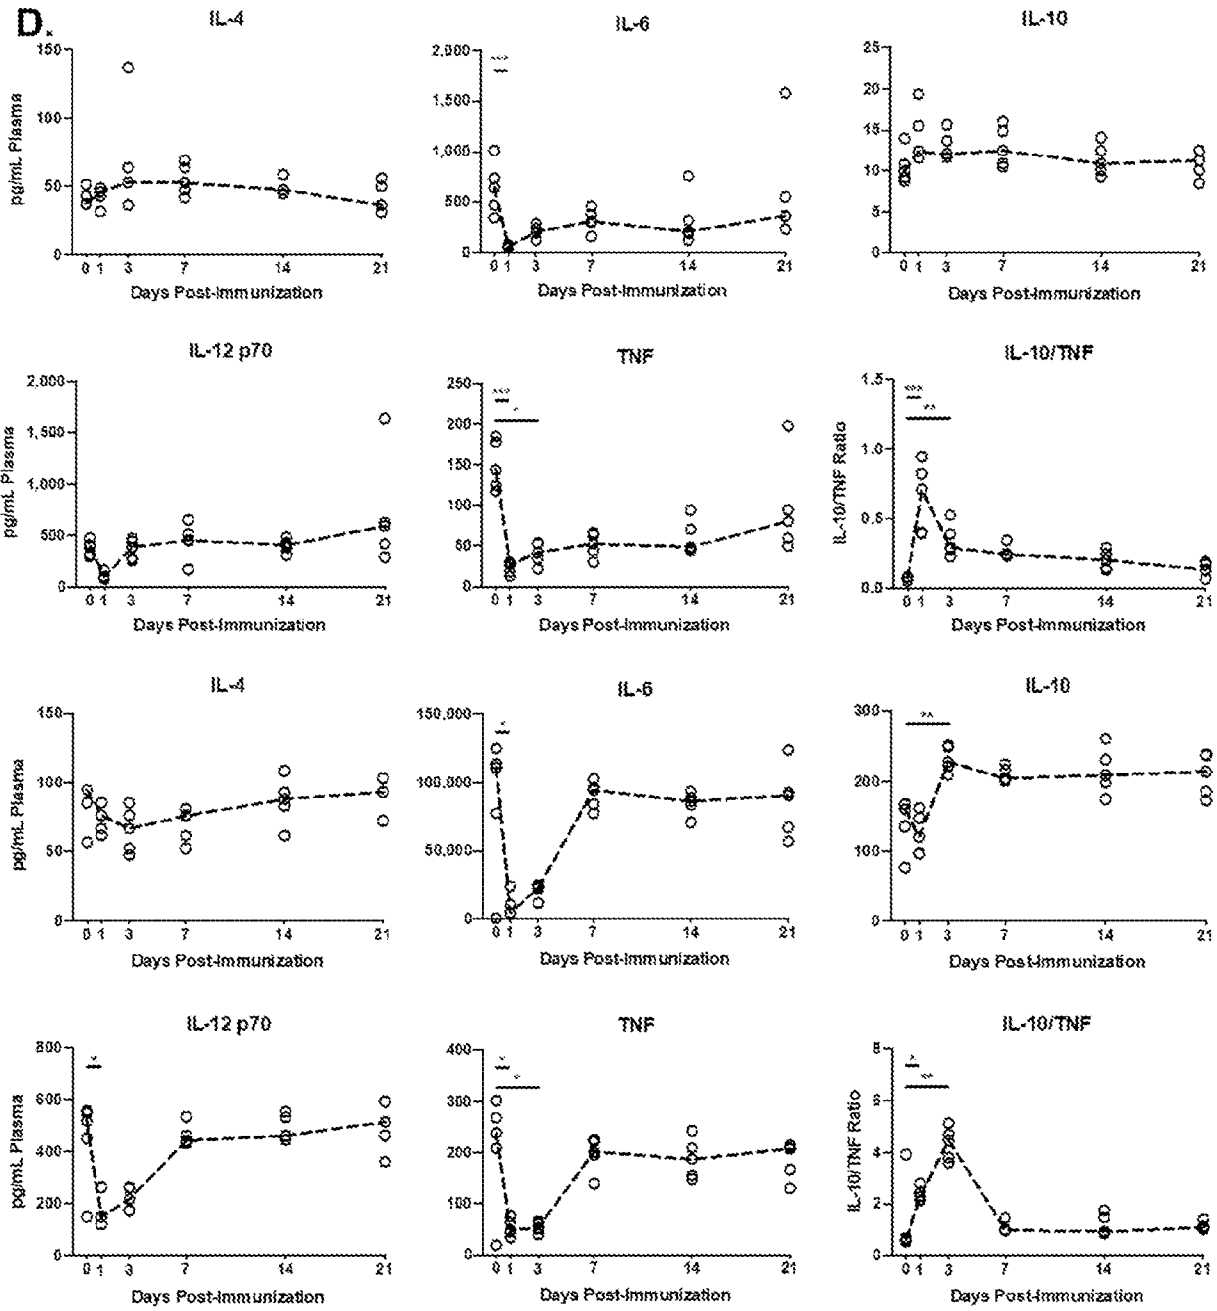 D.
IL-4
150
100
50
0
pg/mL Plasma
0 1 3 7 14 21
Days Post-Immunization
IL-6
2,000
1,500
1,000
500
0
***
0 1 3 7 14 21
Days Post-Immunization
IL-10
25
20
15
10
5
0
0 1 3 7 14 21
Days Post-Immunization
IL-12 p70
2,000
1,500
1,000
500
0
pg/mL Plasma
0 1 3 7 14 21
Days Post-Immunization
TNF
250
200
150
100
50
0
***
*
0 1 3 7 14 21
Days Post-Immunization
IL-10/TNF
1.5
1.0
0.5
0.0
IL-10/TNF Ratio
***
**
0 1 3 7 14 21
Days Post-Immunization
IL-4
150
100
50
0
pg/mL Plasma
0 1 3 7 14 21
Days Post-Immunization
IL-6
150,000
100,000
50,000
0
*
0 1 3 7 14 21
Days Post-Immunization
IL-10
300
200
100
0
**
0 1 3 7 14 21
Days Post-Immunization
IL-12 p70
800
600
400
200
0
pg/mL Plasma
*
0 1 3 7 14 21
Days Post-Immunization
TNF
400
300
200
100
0
*
*
0 1 3 7 14 21
Days Post-Immunization
IL-10/TNF
8
6
4
2
0
IL-10/TNF Ratio
*
**
0 1 3 7 14 21
Days Post-Immunization